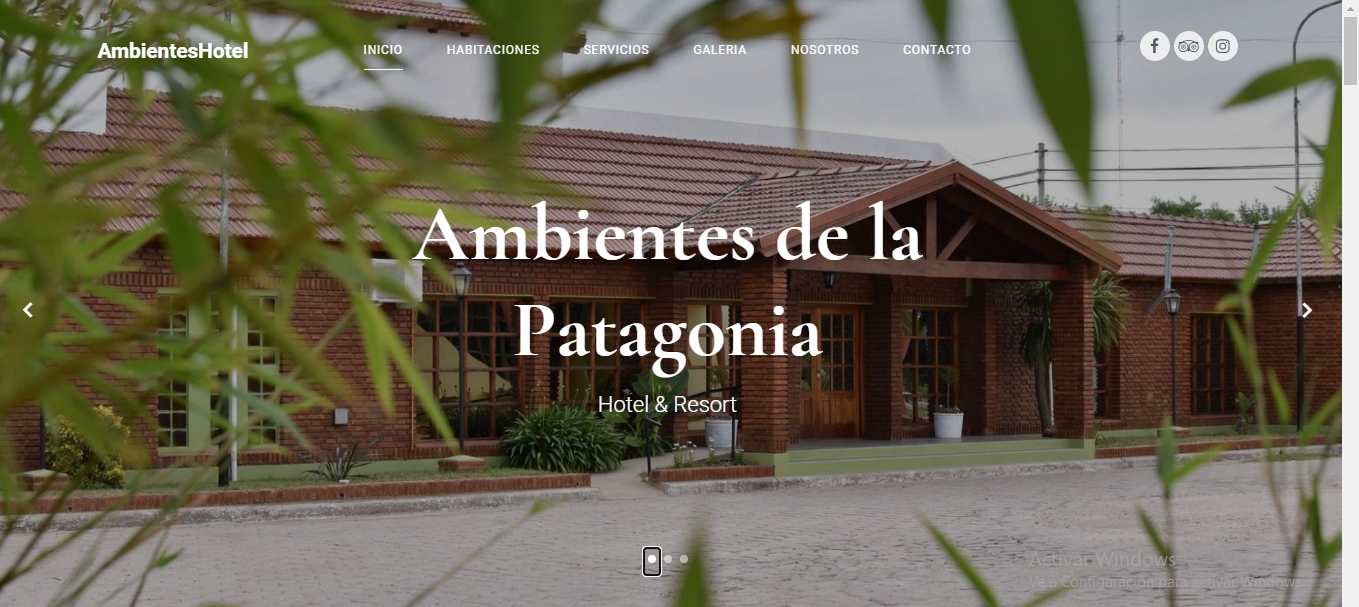 AmbientesHotel
INICIO
HABITACIONES
SERVICIOS
GALERIA
NOSOTROS
CONTACTO
Ambientes de la
Patagonia
Hotel & Resort
Activar Windows
Ve a Configuración para activar Windows